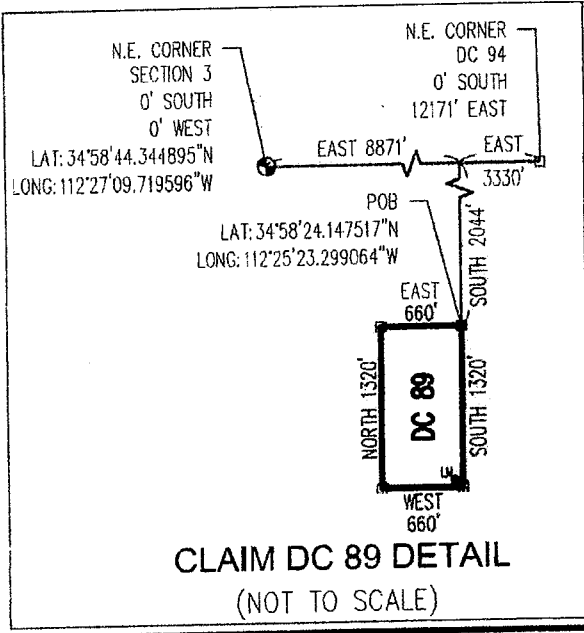 N.E. CORNER
SECTION 3
0' SOUTH
0' WEST
LAT: 34°58'44.344895"N
LONG: 112°27'09.719596"W
N.E. CORNER
DC 94
0' SOUTH
12171' EAST
EAST 8871'
EAST
3330'
POB
LAT: 34°58'24.147517"N
LONG: 112°25'23.299064"W
SOUTH 2044'
EAST
660'
NORTH 1320'
DC 89
SOUTH 1320'
LM
WEST
660'
CLAIM DC 89 DETAIL
(NOT TO SCALE)